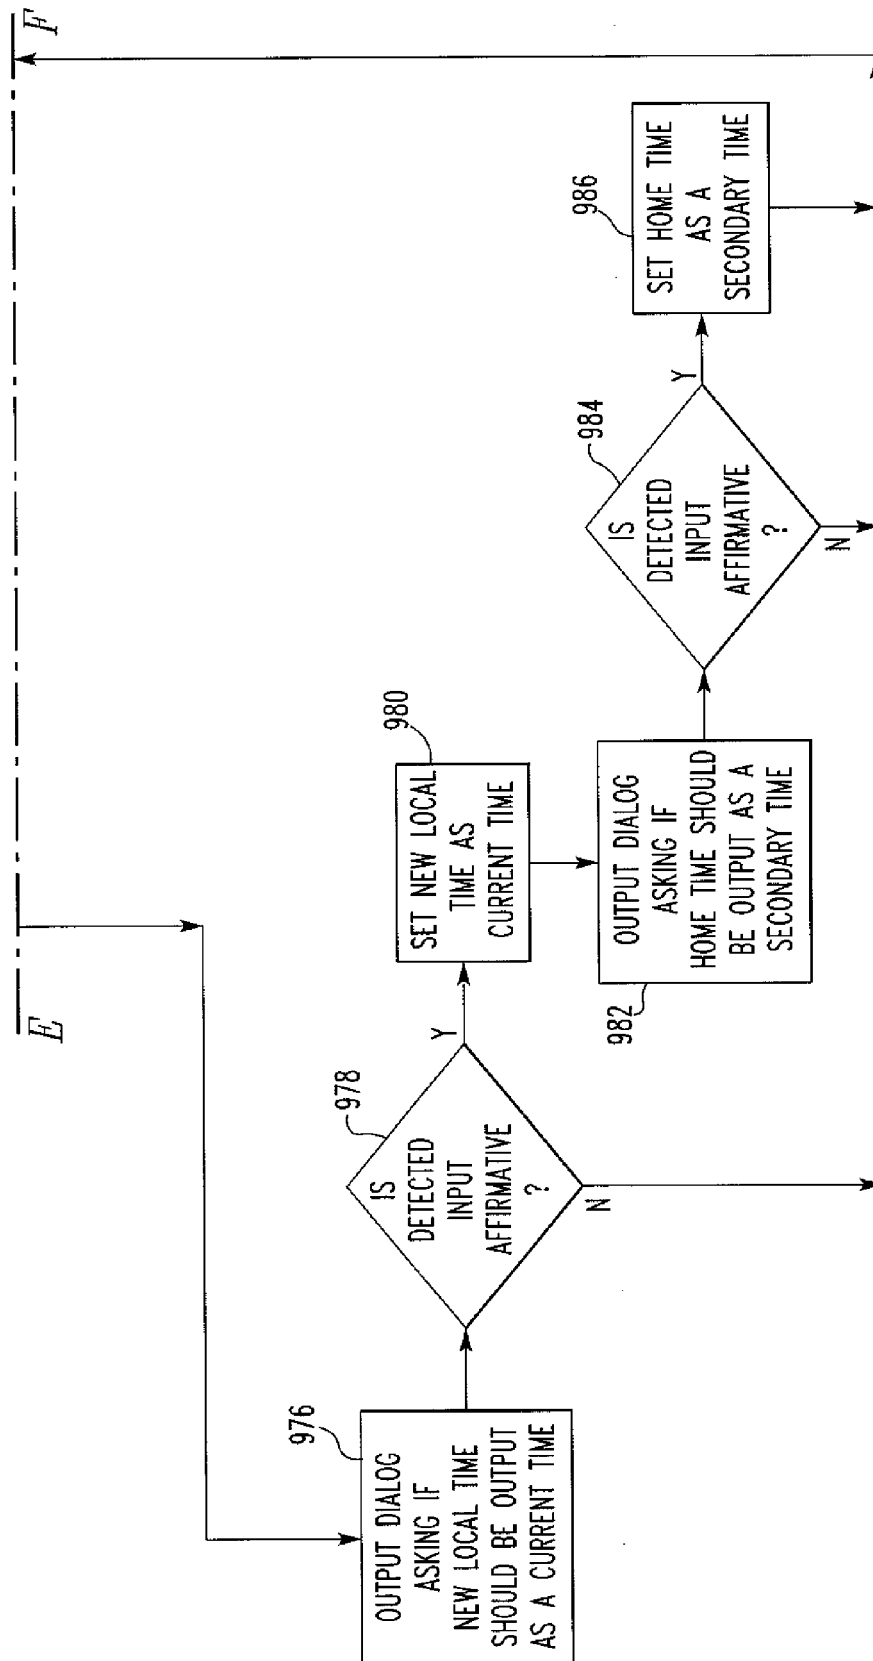 E
F
976
OUTPUT DIALOG
ASKING IF
NEW LOCAL TIME
SHOULD BE OUTPUT
AS A CURRENT TIME
978
IS
DETECTED
INPUT
AFFIRMATIVE
?
Y
N
980
SET NEW LOCAL
TIME AS
CURRENT TIME
982
OUTPUT DIALOG
ASKING IF
HOME TIME SHOULD
BE OUTPUT AS A
SECONDARY TIME
984
IS
DETECTED
INPUT
AFFIRMATIVE
?
Y
N
986
SET HOME TIME
AS A
SECONDARY TIME